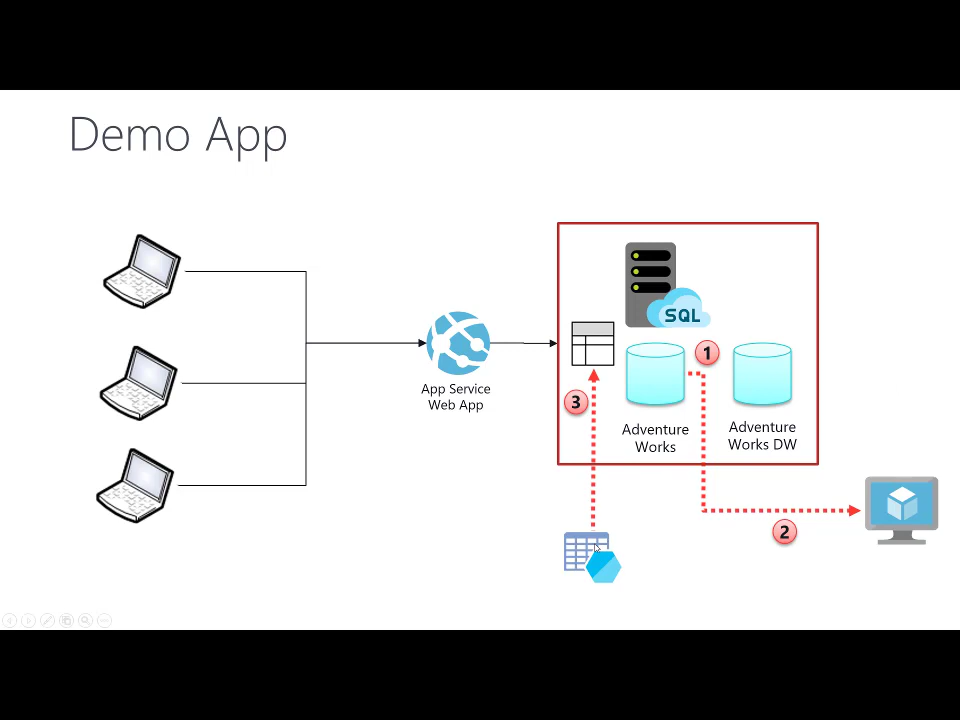 Demo App
SQL
1
App Service
Web App
3
Adventure
Works
Adventure
Works DW
2